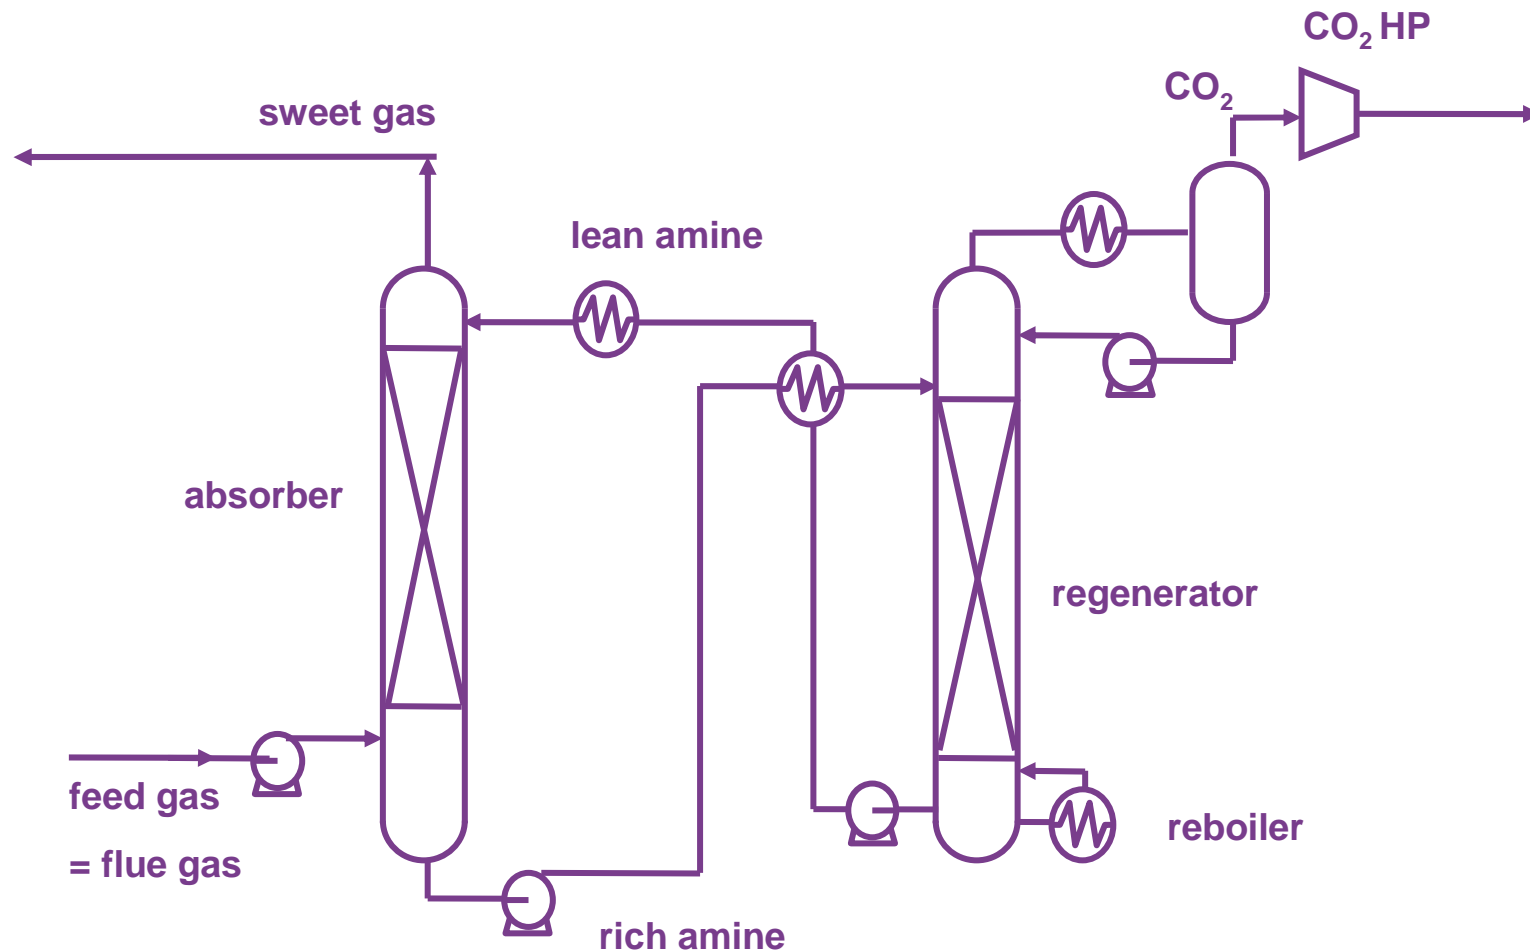 CO₂ HP
CO₂
sweet gas
lean amine
absorber
regenerator
feed gas
= flue gas
reboiler
rich amine